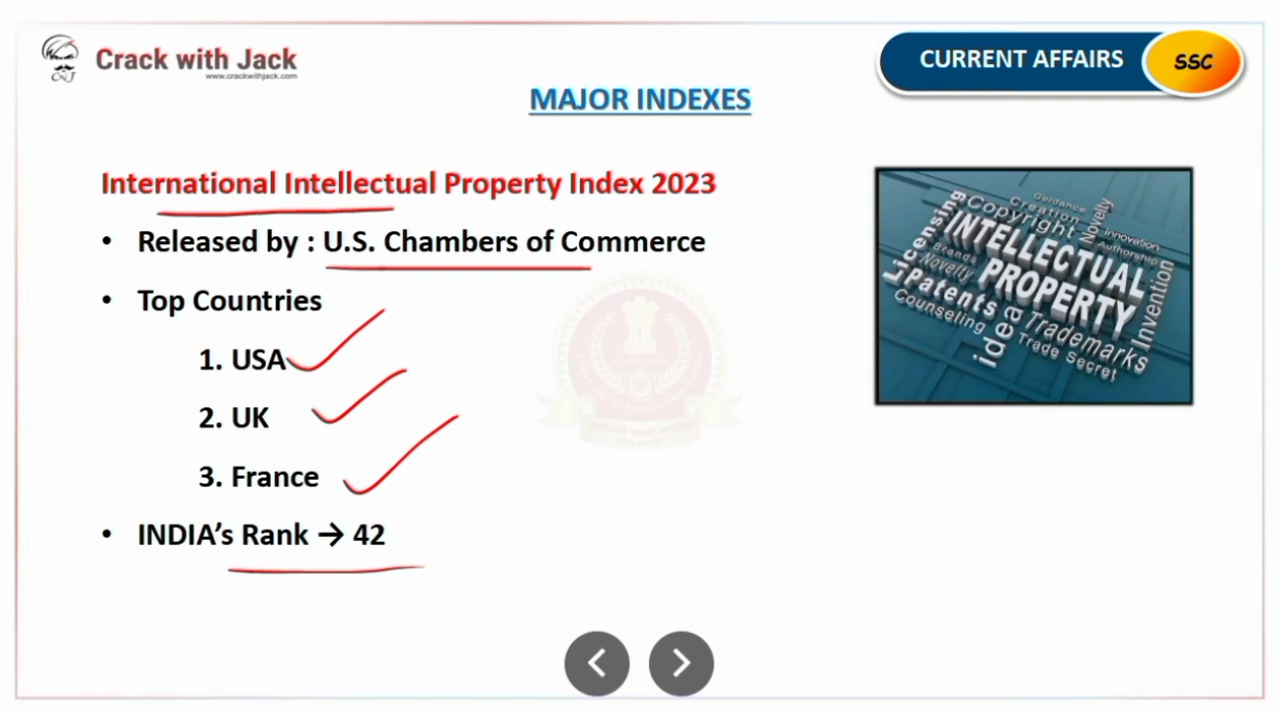 Crack with Jack
www.crackwithjack.com
CURRENT AFFAIRS
SSC
MAJOR INDEXES
International Intellectual Property Index 2023
• Released by : U.S. Chambers of Commerce
• Top Countries
1. USA
2. UK
3. France
• INDIA’s Rank → 42
Guidance
Creation
Copyright
Novelty
Innovation
Authorship
Licensing
INTELLECTUAL
PROPERTY
Brands
Novelty
Patents
Counseling
idea
Trademarks
Trade Secret
Invention